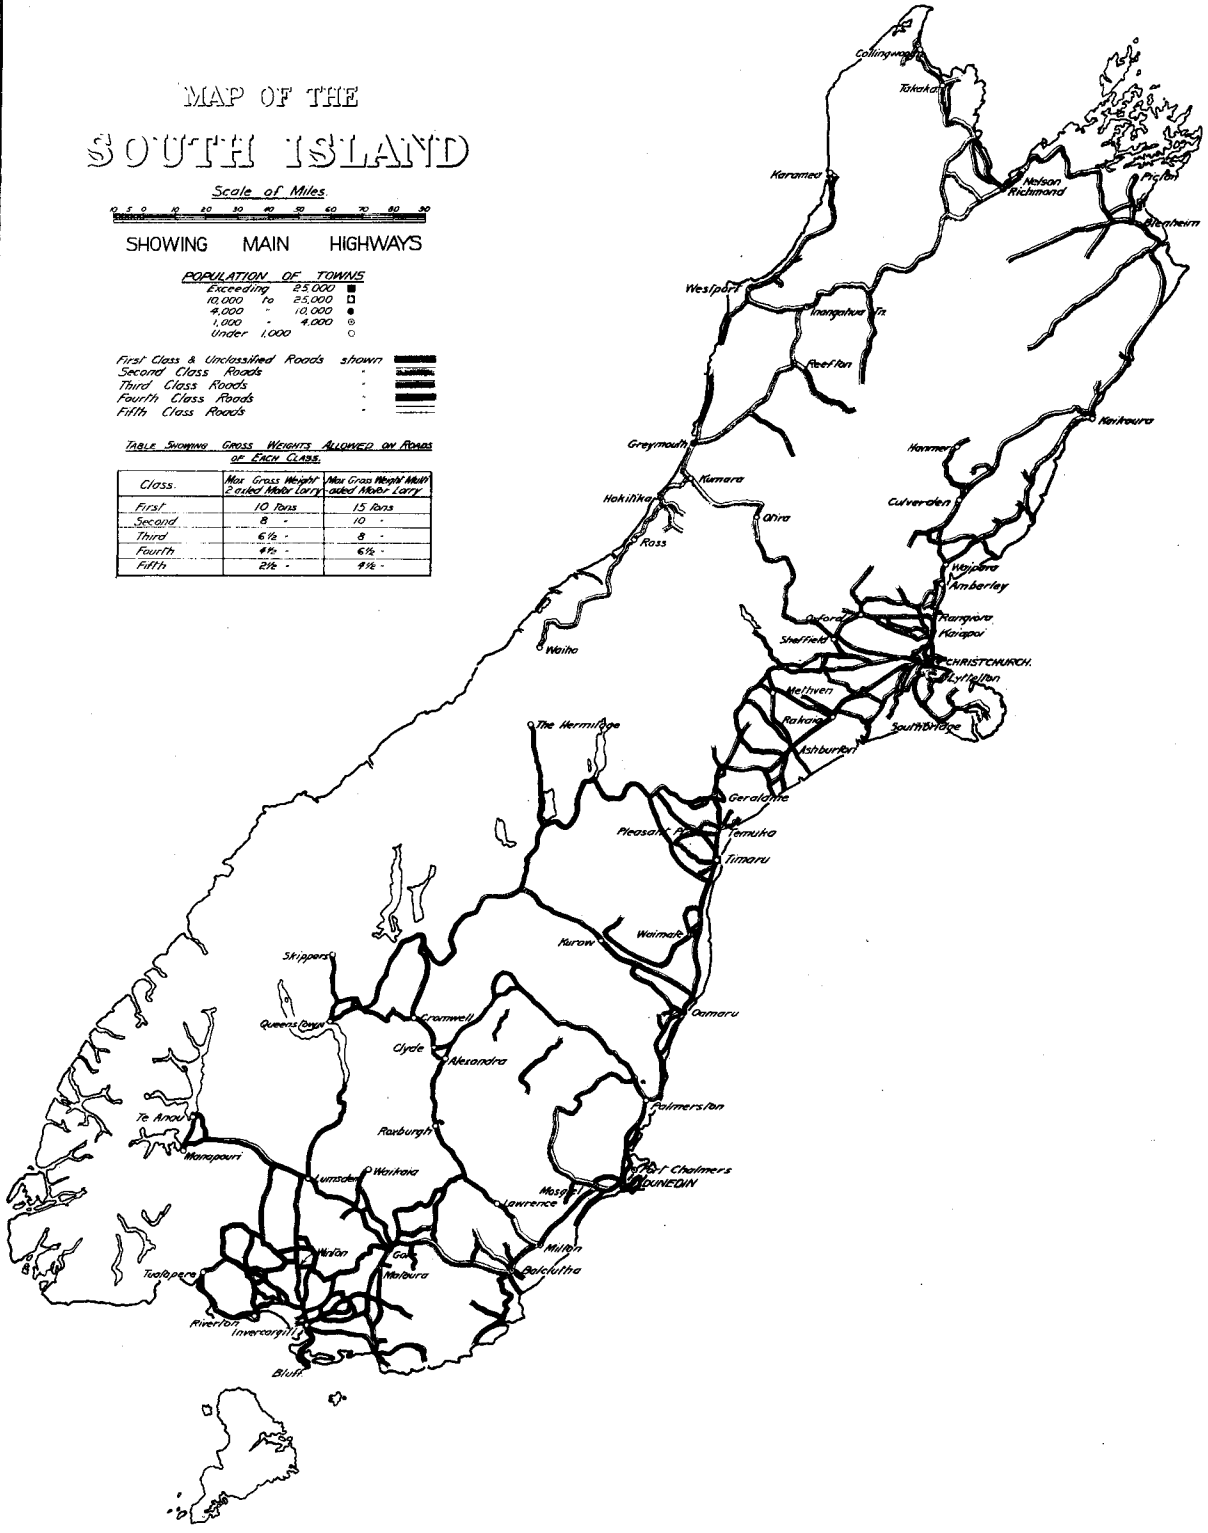 MAP OF THE
SOUTH ISLAND
Scale of Miles.
10 5 0 10 20 30 40 50 60 70 80 90
SHOWING MAIN HIGHWAYS
POPULATION OF TOWNS
Exceeding 25,000
10,000 to 25,000
4,000 " 10,000
1,000 " 4,000
Under 1,000
First Class & Unclassified Roads shown
Second Class Roads "
Third Class Roads "
Fourth Class Roads "
Fifth Class Roads "
TABLE SHOWING GROSS WEIGHTS ALLOWED ON ROADS
OF EACH CLASS.
Class. Max Gross Weight 2 axled Motor Lorry Max Gross Weight Multi-axled Motor Lorry
First 10 Tons 15 Tons
Second 8 " 10 "
Third 6½ " 8 "
Fourth 4½ " 6½ "
Fifth 2½ " 4½ "
Collingwood
Takaka
Karamea
Nelson
Richmond
Picton
Blenheim
Westport
Inangahua Jn.
Reefton
Kaikoura
Greymouth
Hanmer
Kumara
Culverden
Hokitika
Otira
Ross
Waipara
Amberley
Oxford
Rangiora
Kaiapoi
Sheffield
Waiho
CHRISTCHURCH.
Lyttelton
Methven
Rakaia
Southbridge
The Hermitage
Ashburton
Geraldine
Pleasant Pt.
Temuka
Timaru
Waimate
Kurow
Skippers
Oamaru
Queenstown
Cromwell
Clyde
Alexandra
Palmerston
Te Anau
Roxburgh
Manapouri
Lumsden
Waikaia
Port Chalmers
DUNEDIN
Mosgiel
Lawrence
Milton
Winton
Gore
Balclutha
Tuatapere
Mataura
Riverton
Invercargill
Bluff.